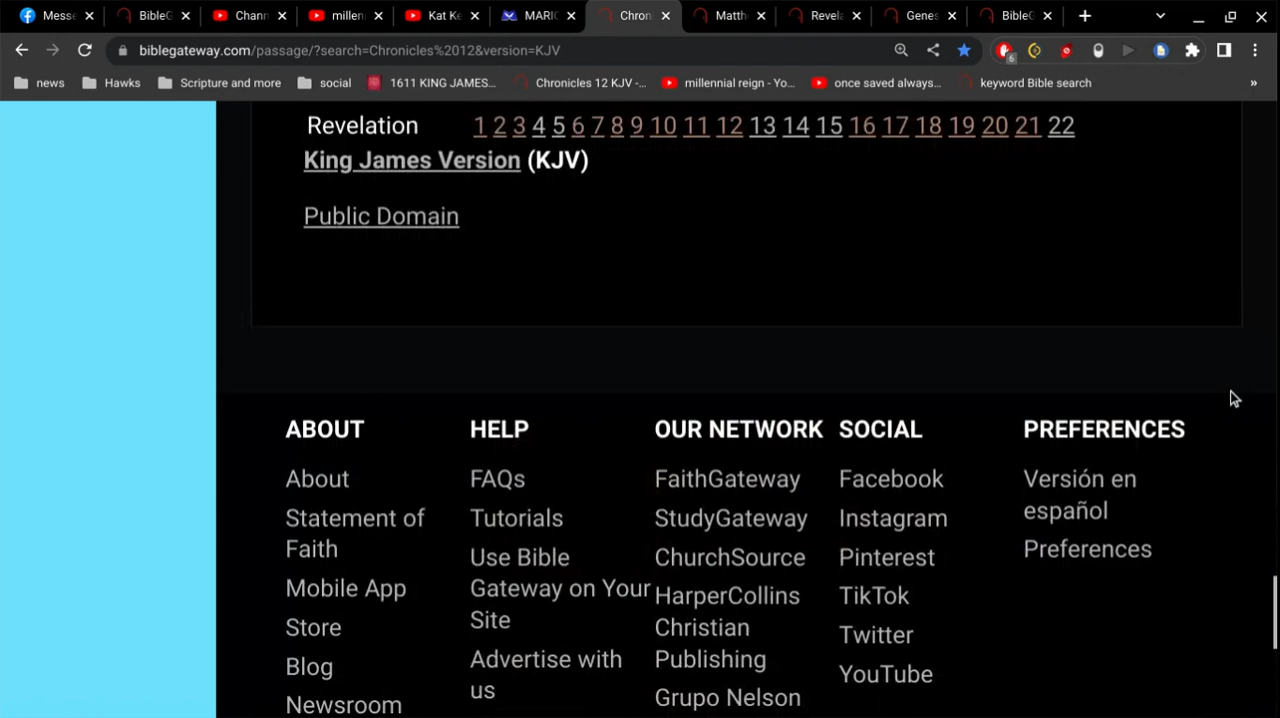 Messe
BibleG
Chann
millen
Kat Ke
MARIO
Chroni
Matth
Revela
Genes
BibleG
biblegateway.com/passage/?search=Chronicles%2012&version=KJV
6
news
Hawks
Scripture and more
social
1611 KING JAMES...
Chronicles 12 KJV -...
millennial reign - Yo...
once saved always...
keyword Bible search
»
Revelation 1 2 3 4 5 6 7 8 9 10 11 12 13 14 15 16 17 18 19 20 21 22
King James Version (KJV)
Public Domain
ABOUT
About
Statement of
Faith
Mobile App
Store
Blog
Newsroom
HELP
FAQs
Tutorials
Use Bible
Gateway on Your
Site
Advertise with
us
OUR NETWORK
FaithGateway
StudyGateway
ChurchSource
HarperCollins
Christian
Publishing
Grupo Nelson
SOCIAL
Facebook
Instagram
Pinterest
TikTok
Twitter
YouTube
PREFERENCES
Versión en
español
Preferences